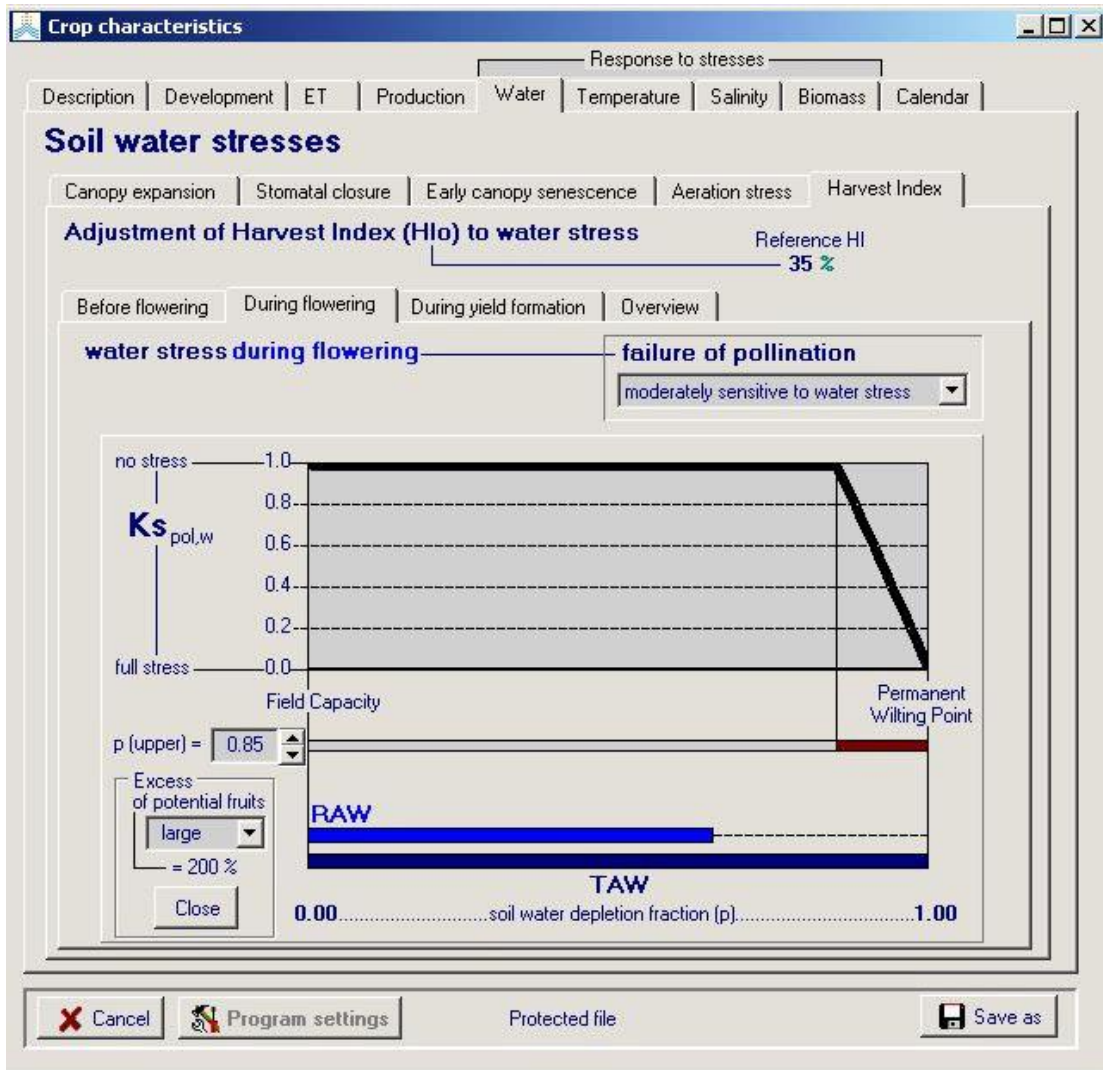 Crop characteristics
Response to stresses
Description Development ET Production Water Temperature Salinity Biomass Calendar
Soil water stresses
Canopy expansion Stomatal closure Early canopy senescence Aeration stress Harvest Index
Adjustment of Harvest Index (HIo) to water stress
Reference HI
35 %
Before flowering During flowering During yield formation Overview
water stress during flowering
failure of pollination
moderately sensitive to water stress
no stress 1.0
0.8
Ks pol,w
0.6
0.4
0.2
full stress 0.0
Field Capacity
Permanent
Wilting Point
p (upper) = 0.85
Excess
of potential fruits
large
= 200 %
Close
RAW
TAW
0.00..............................soil water depletion fraction (p)....................................1.00
Cancel Program settings Protected file Save as